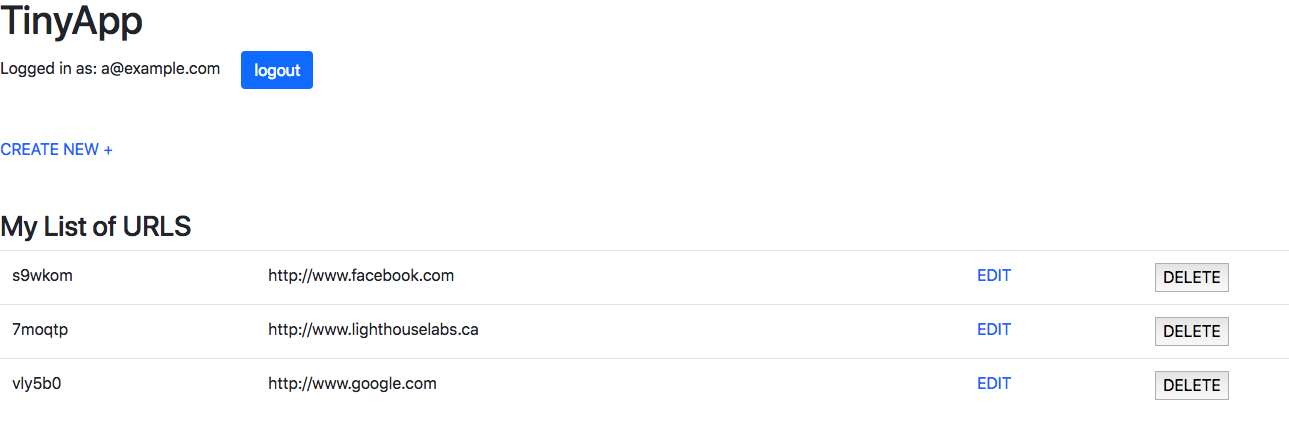 TinyApp
Logged in as: a@example.com logout
CREATE NEW +
My List of URLS
s9wkom http://www.facebook.com EDIT DELETE
7moqtp http://www.lighthouselabs.ca EDIT DELETE
vly5b0 http://www.google.com EDIT DELETE